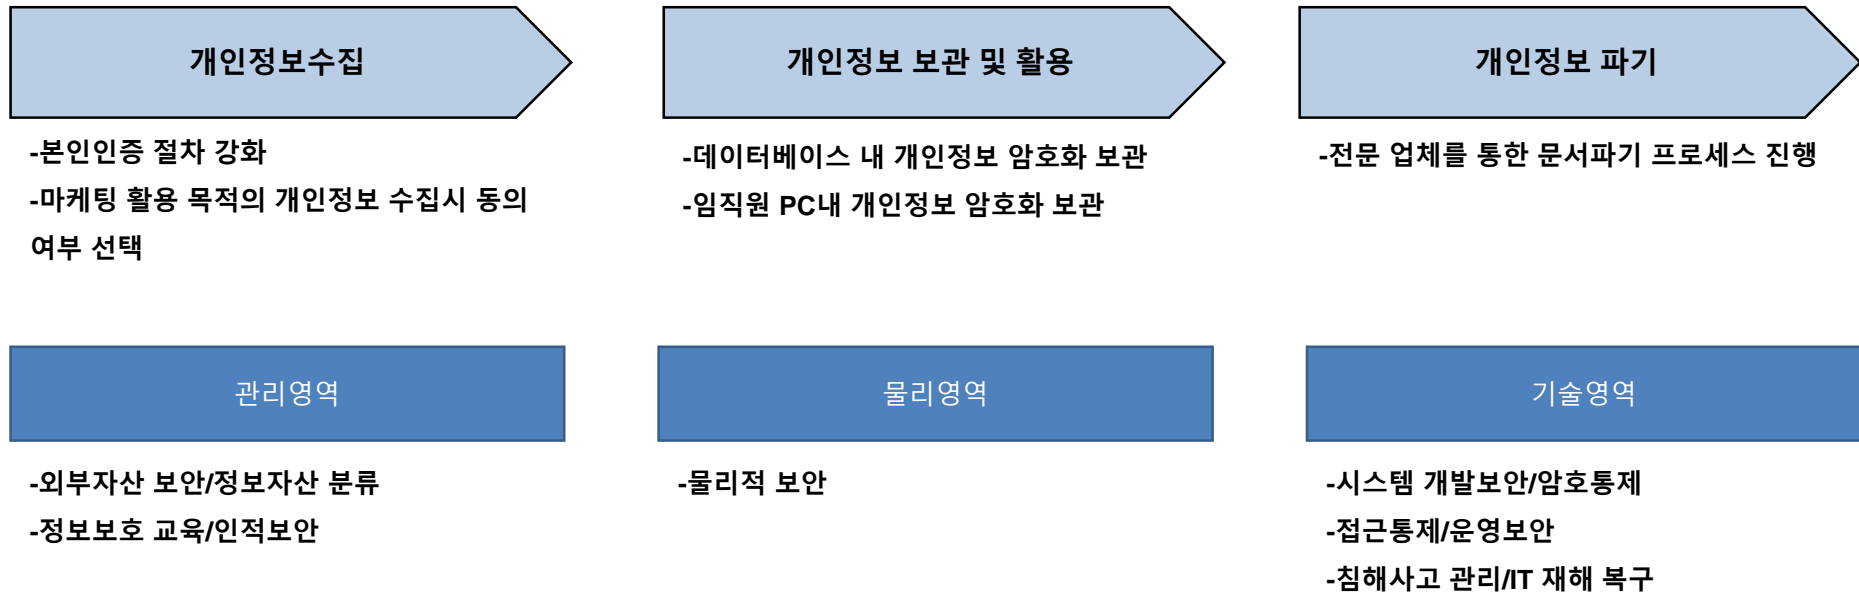 개인정보수집
-본인인증 절차 강화
-마케팅 활용 목적의 개인정보 수집시 동의
여부 선택
개인정보 보관 및 활용
-데이터베이스 내 개인정보 암호화 보관
-임직원 PC내 개인정보 암호화 보관
개인정보 파기
-전문 업체를 통한 문서파기 프로세스 진행
관리영역
-외부자산 보안/정보자산 분류
-정보보호 교육/인적보안
물리영역
-물리적 보안
기술영역
-시스템 개발보안/암호통제
-접근통제/운영보안
-침해사고 관리/IT 재해 복구